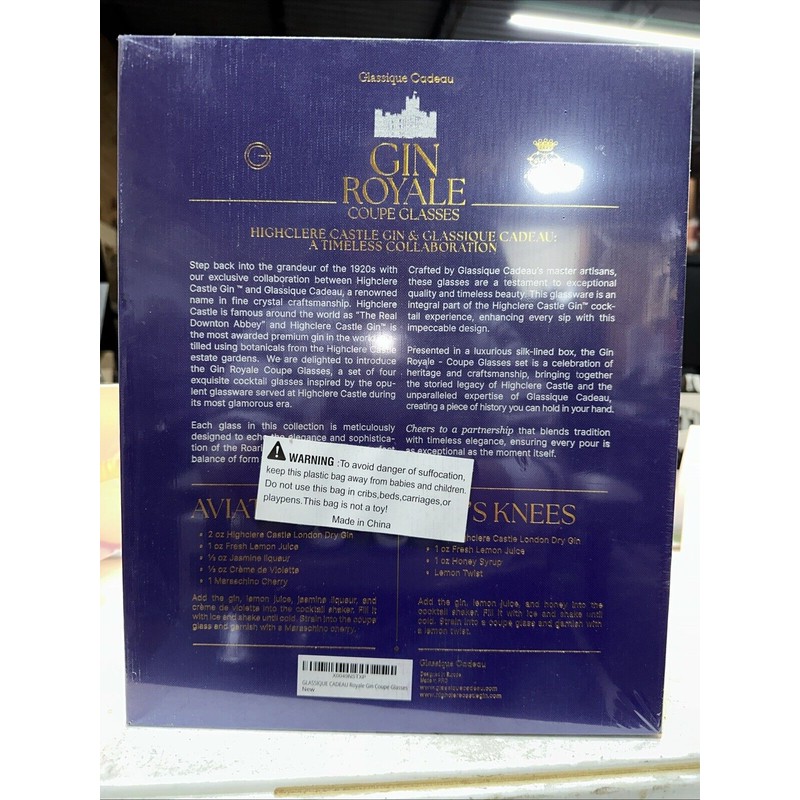 Glassique Cadeau
G
GIN
ROYALE
COUPE GLASSES
HIGHCLERE CASTLE GIN & GLASSIQUE CADEAU:
A TIMELESS COLLABORATION
Step back into the grandeur of the 1920s with
our exclusive collaboration between Highclere
Castle Gin ™ and Glassique Cadeau, a renowned
name in fine crystal craftsmanship. Highclere
Castle is famous around the world as “The Real
Downton Abbey” and Highclere Castle Gin™ is
the most awarded premium gin in the world
tilled using botanicals from the Highclere Castle
estate gardens. We are delighted to introduce
the Gin Royale Coupe Glasses, a set of four
exquisite cocktail glasses inspired by the opu-
lent glassware served at Highclere Castle during
its most glamorous era.
Each glass in this collection is meticulously
designed to echo the elegance and sophistica-
tion of the Roari
balance of form
Crafted by Glassique Cadeau's master artisans,
these glasses are a testament to exceptional
quality and timeless beauty. This glassware is an
integral part of the Highclere Castle Gin™ cock-
tail experience, enhancing every sip with this
impeccable design.
Presented in a luxurious silk-lined box, the Gin
Royale - Coupe Glasses set is a celebration of
heritage and craftsmanship, bringing together
the storied legacy of Highclere Castle and the
unparalleled expertise of Glassique Cadeau,
creating a piece of history you can hold in your hand.
Cheers to a partnership that blends tradition
with timeless elegance, ensuring every pour is
as exceptional as the moment itself.
WARNING :To avoid danger of suffocation,
keep this plastic bag away from babies and children.
Do not use this bag in cribs,beds,carriages,or
playpens.This bag is not a toy!
Made in China
AVIAT
• 2 oz Highclere Castle London Dry Gin
• 1 oz Fresh Lemon Juice
• ½ oz Jasmine liqueur
• ½ oz Crème de Violette
• 1 Maraschino Cherry
Add the gin, lemon juice, jasmine liqueur, and
crème de violette into the cocktail shaker. Fill it
with ice and shake until cold. Strain into the coupe
glass and garnish with a Maraschino cherry.
'S KNEES
Highclere Castle London Dry Gin
• 1 oz Fresh Lemon Juice
• 1 oz Honey Syrup
• Lemon Twist
Add the gin, lemon juice, and honey into the
cocktail shaker. Fill it with ice and shake until
cold. Strain into a coupe glass and garnish with
a lemon twist.
GLASSIQUE CADEAU Royale Gin Coupe Glasses
New
Glassique Cadeau
Made in PRC
www.glassiquecadeau.com
www.highclerecastlegin.com